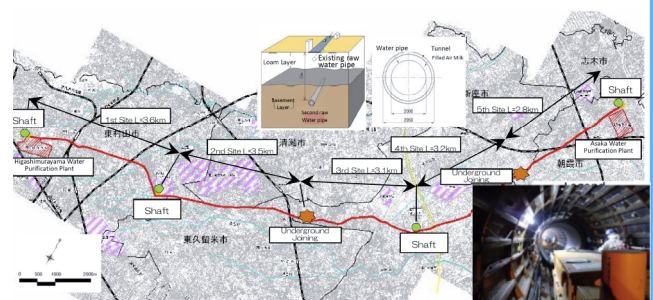 Loam Layer
Existing raw
water pipe
Basement
Layer
Second raw
Water pipe
Water pipe
Tunnel
Filled Air Milk
2000
志木市
Shaft
1st Site L=3.6km
東村山市
Higashimurayama Water
Purification Plant
2nd Site L=3.5km
清瀬市
3rd Site L=3.1km
4th Site L=3.2km
5th Site L=2.8km
Shaft
Asaka Water
Purification Plant
朝霞市
Underground
Joining
Shaft
東久留米市
Underground
Joining
Shaft
0 500 1000 2000m